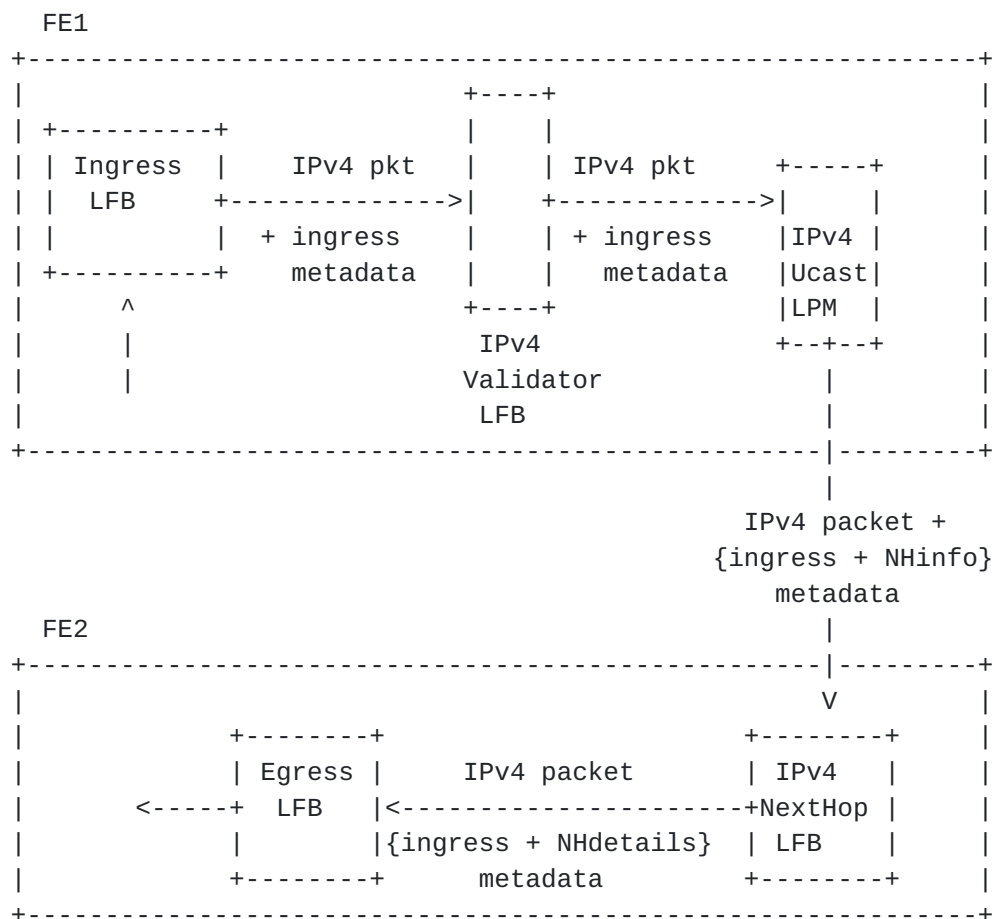 FE1
+-------------------------------------------------------------+
|                            +----+                           |
| +----------+               |    |                           |
| | Ingress  |    IPv4 pkt   |    | IPv4 pkt     +-----+      |
| |  LFB     +-------------->|    +------------->|     |      |
| |          |  + ingress    |    | + ingress    |IPv4 |      |
| +----------+    metadata   |    |   metadata   |Ucast|      |
|      ^                     +----+              |LPM  |      |
|      |                      IPv4               +--+--+      |
|      |                     Validator              |         |
|                             LFB                   |         |
+---------------------------------------------------|---------+
                                                    |
                                              IPv4 packet +
                                            {ingress + NHinfo}
                                                metadata
  FE2                                               |
+---------------------------------------------------|---------+
|                                                   V         |
|             +--------+                       +--------+     |
|             | Egress |     IPv4 packet       | IPv4   |     |
|       <-----+  LFB   |<----------------------+NextHop |     |
|             |        |{ingress + NHdetails}  | LFB    |     |
|             +--------+      metadata         +--------+     |
+-------------------------------------------------------------+